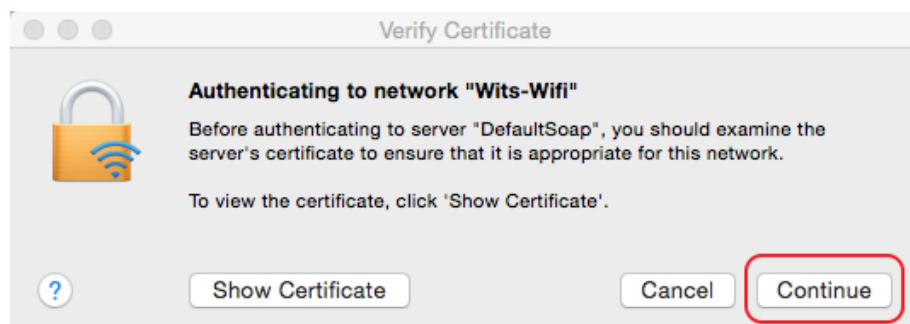 Verify Certificate
Authenticating to network "Wits-Wifi"
Before authenticating to server "DefaultSoap", you should examine the
server's certificate to ensure that it is appropriate for this network.
To view the certificate, click 'Show Certificate'.
? Show Certificate Cancel Continue